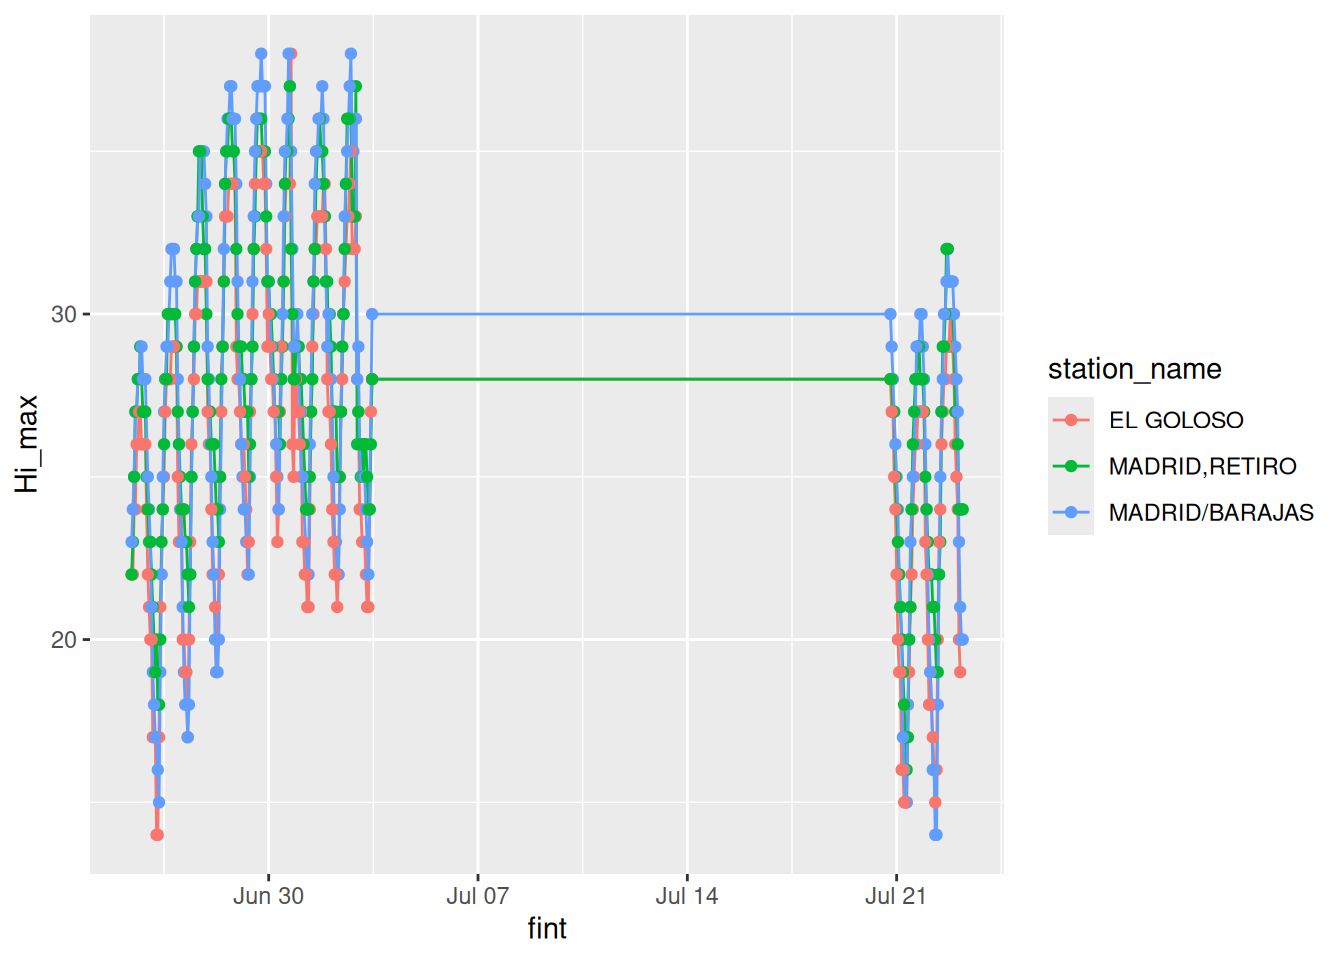 Hi_max
30
20
Jun 30
Jul 07
Jul 14
Jul 21
fint
station_name
EL GOLOSO
MADRID,RETIRO
MADRID/BARAJAS